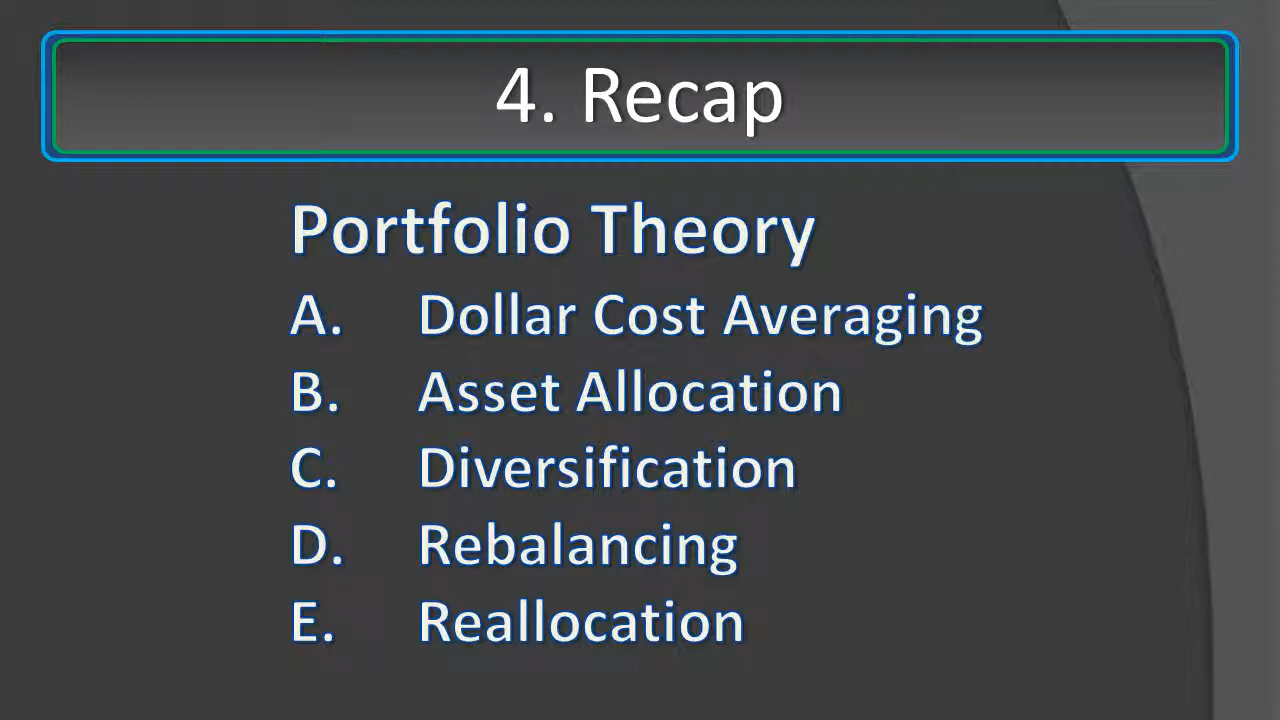 4. Recap
Portfolio Theory
A. Dollar Cost Averaging
B. Asset Allocation
C. Diversification
D. Rebalancing
E. Reallocation